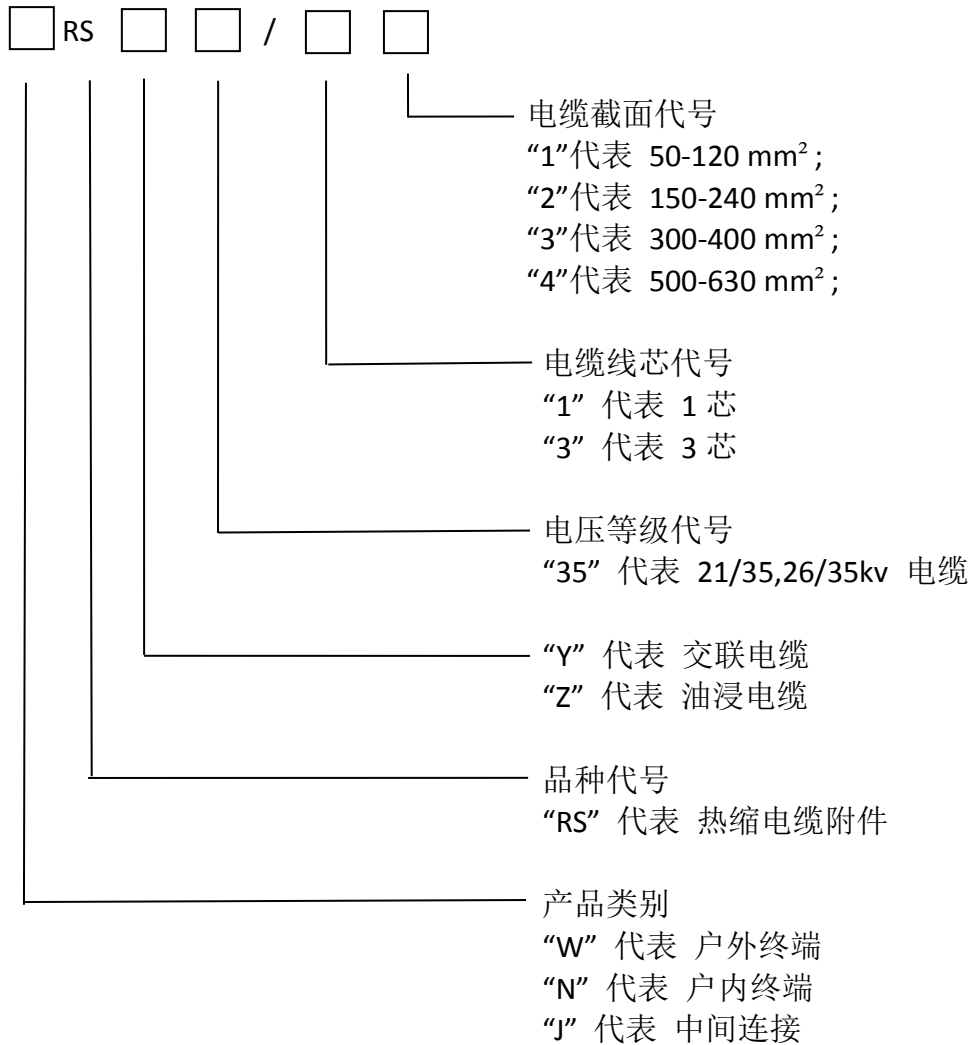 RS /
电缆截面代号
“1”代表 50-120 mm²;
“2”代表 150-240 mm²;
“3”代表 300-400 mm²;
“4”代表 500-630 mm²;
电缆线芯代号
“1” 代表 1 芯
“3” 代表 3 芯
电压等级代号
“35” 代表 21/35,26/35kv 电缆
“Y” 代表 交联电缆
“Z” 代表 油浸电缆
品种代号
“RS” 代表 热缩电缆附件
产品类别
“W” 代表 户外终端
“N” 代表 户内终端
“J” 代表 中间连接